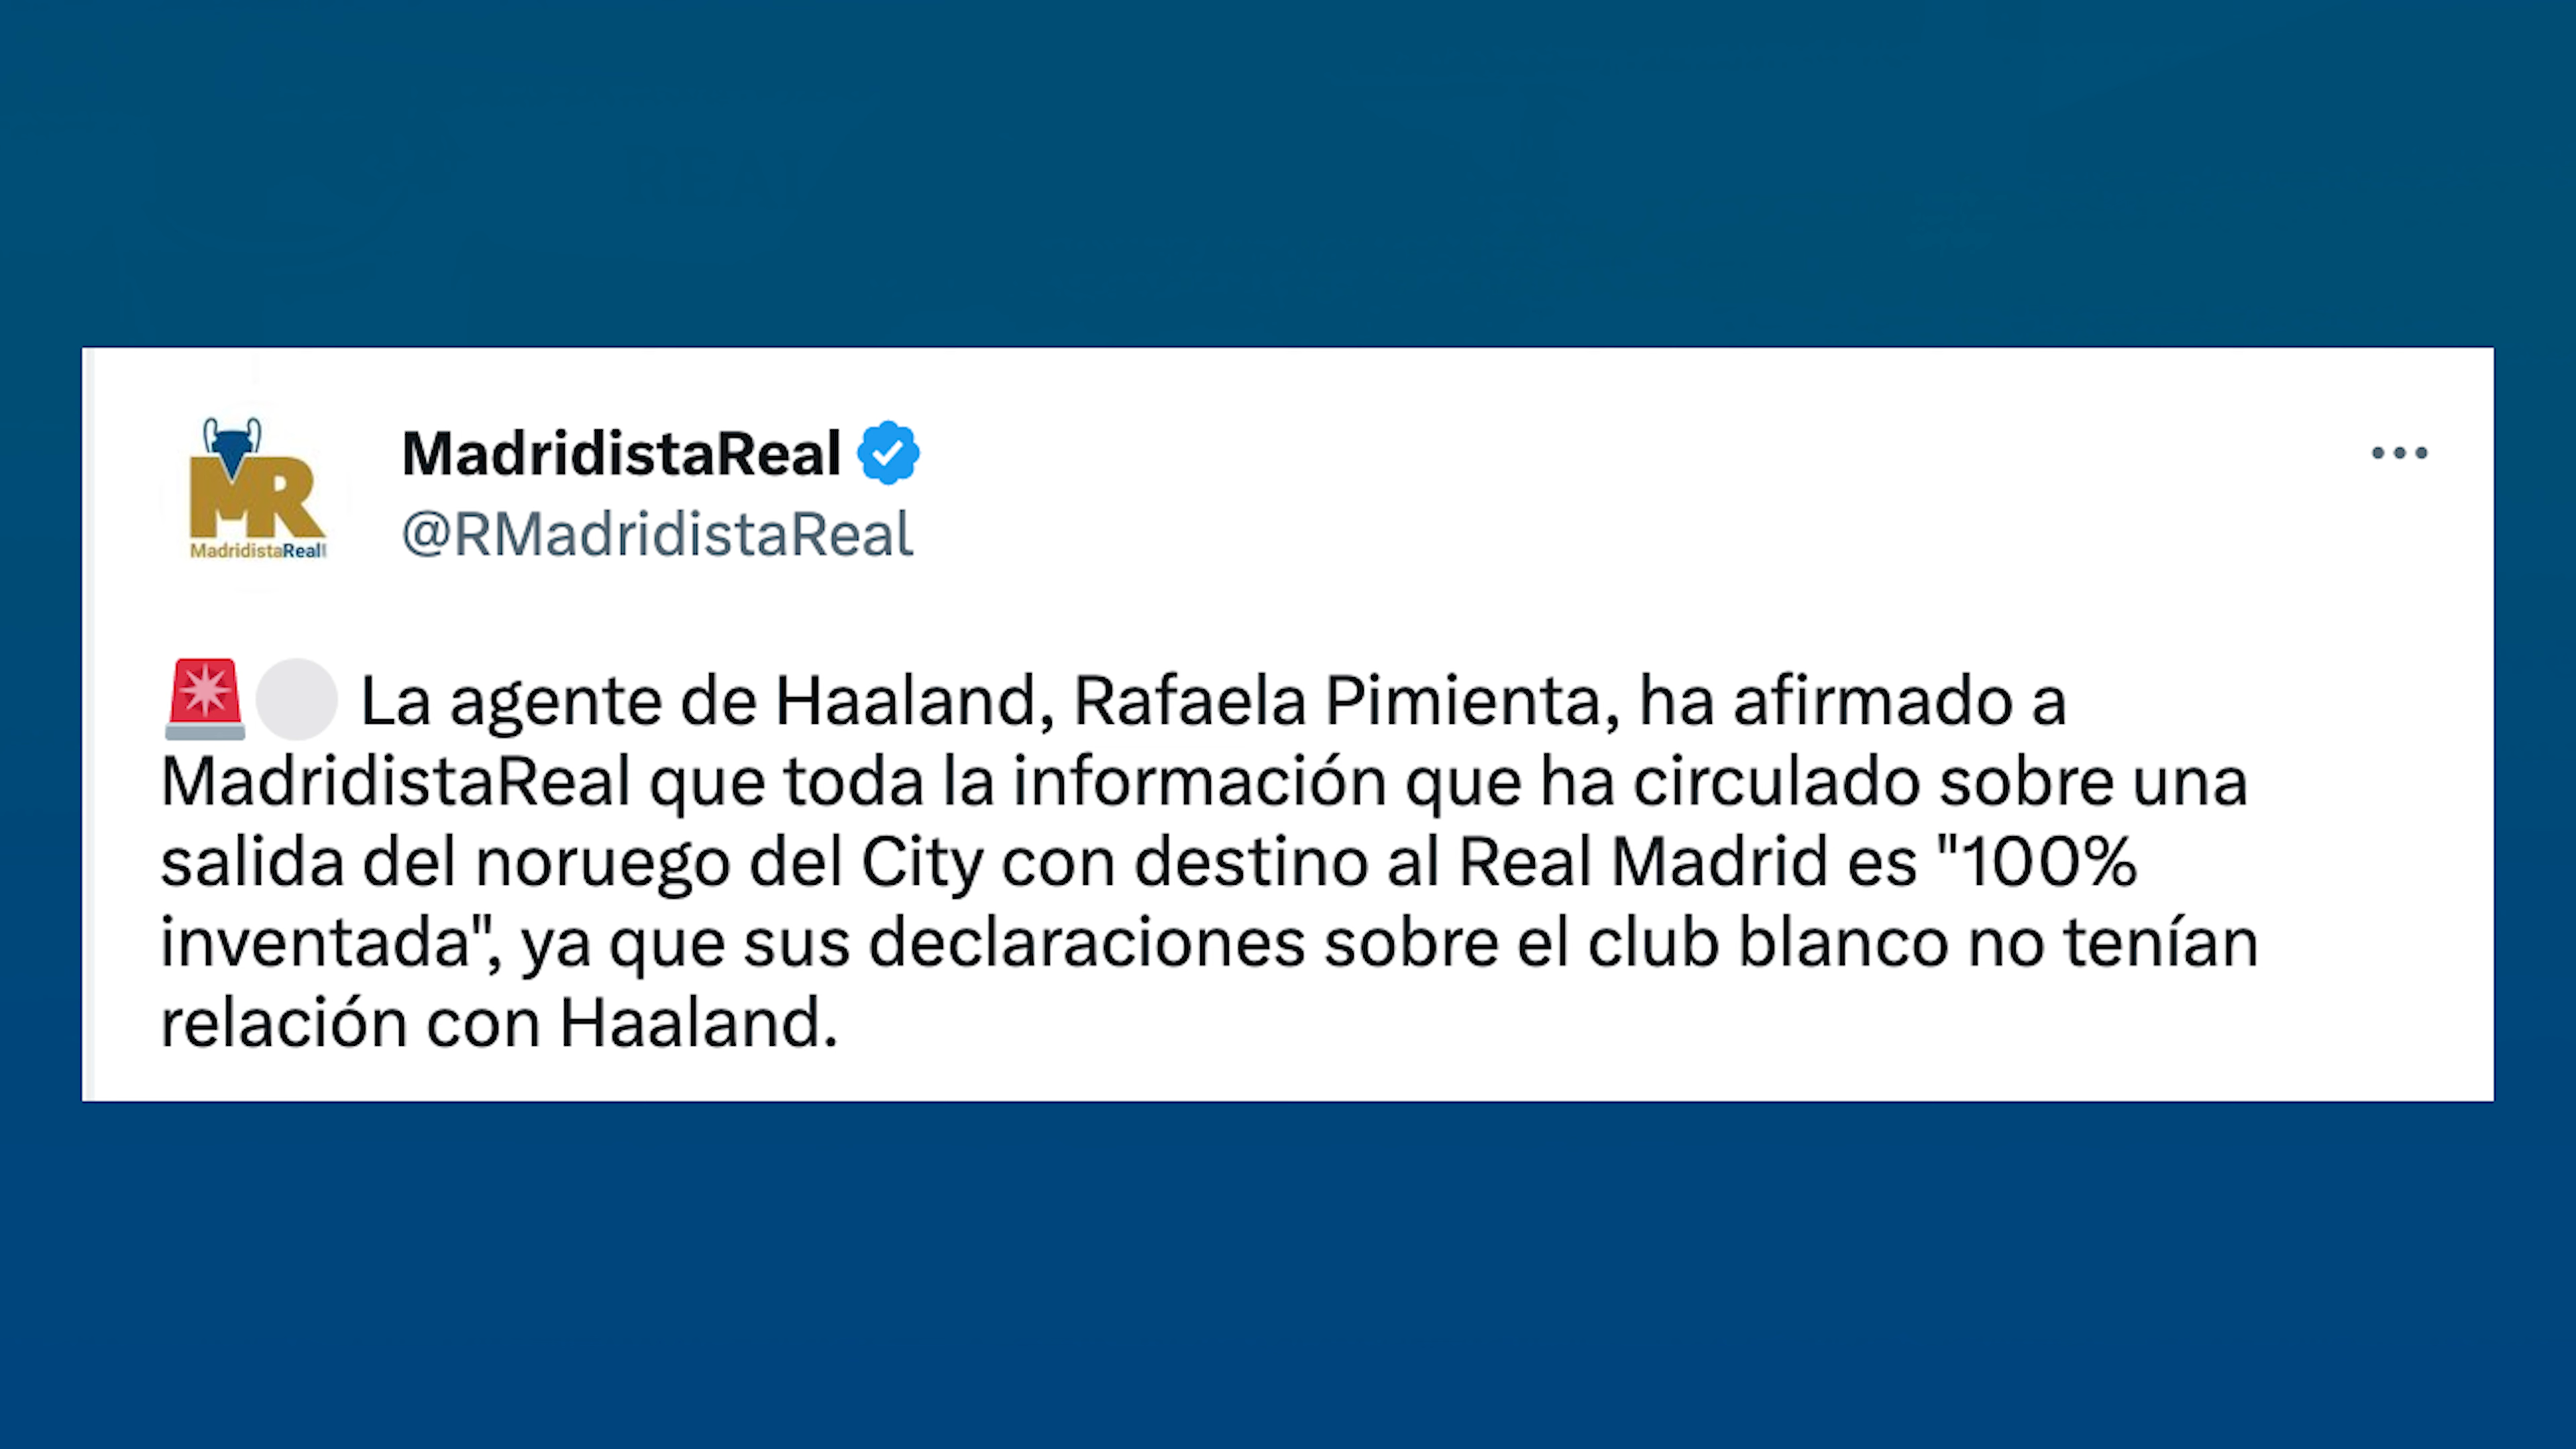 MadridistaReal
@RMadridistaReal
MR
MadridistaReal
La agente de Haaland, Rafaela Pimienta, ha afirmado a
MadridistaReal que toda la información que ha circulado sobre una
salida del noruego del City con destino al Real Madrid es "100%
inventada", ya que sus declaraciones sobre el club blanco no tenían
relación con Haaland.